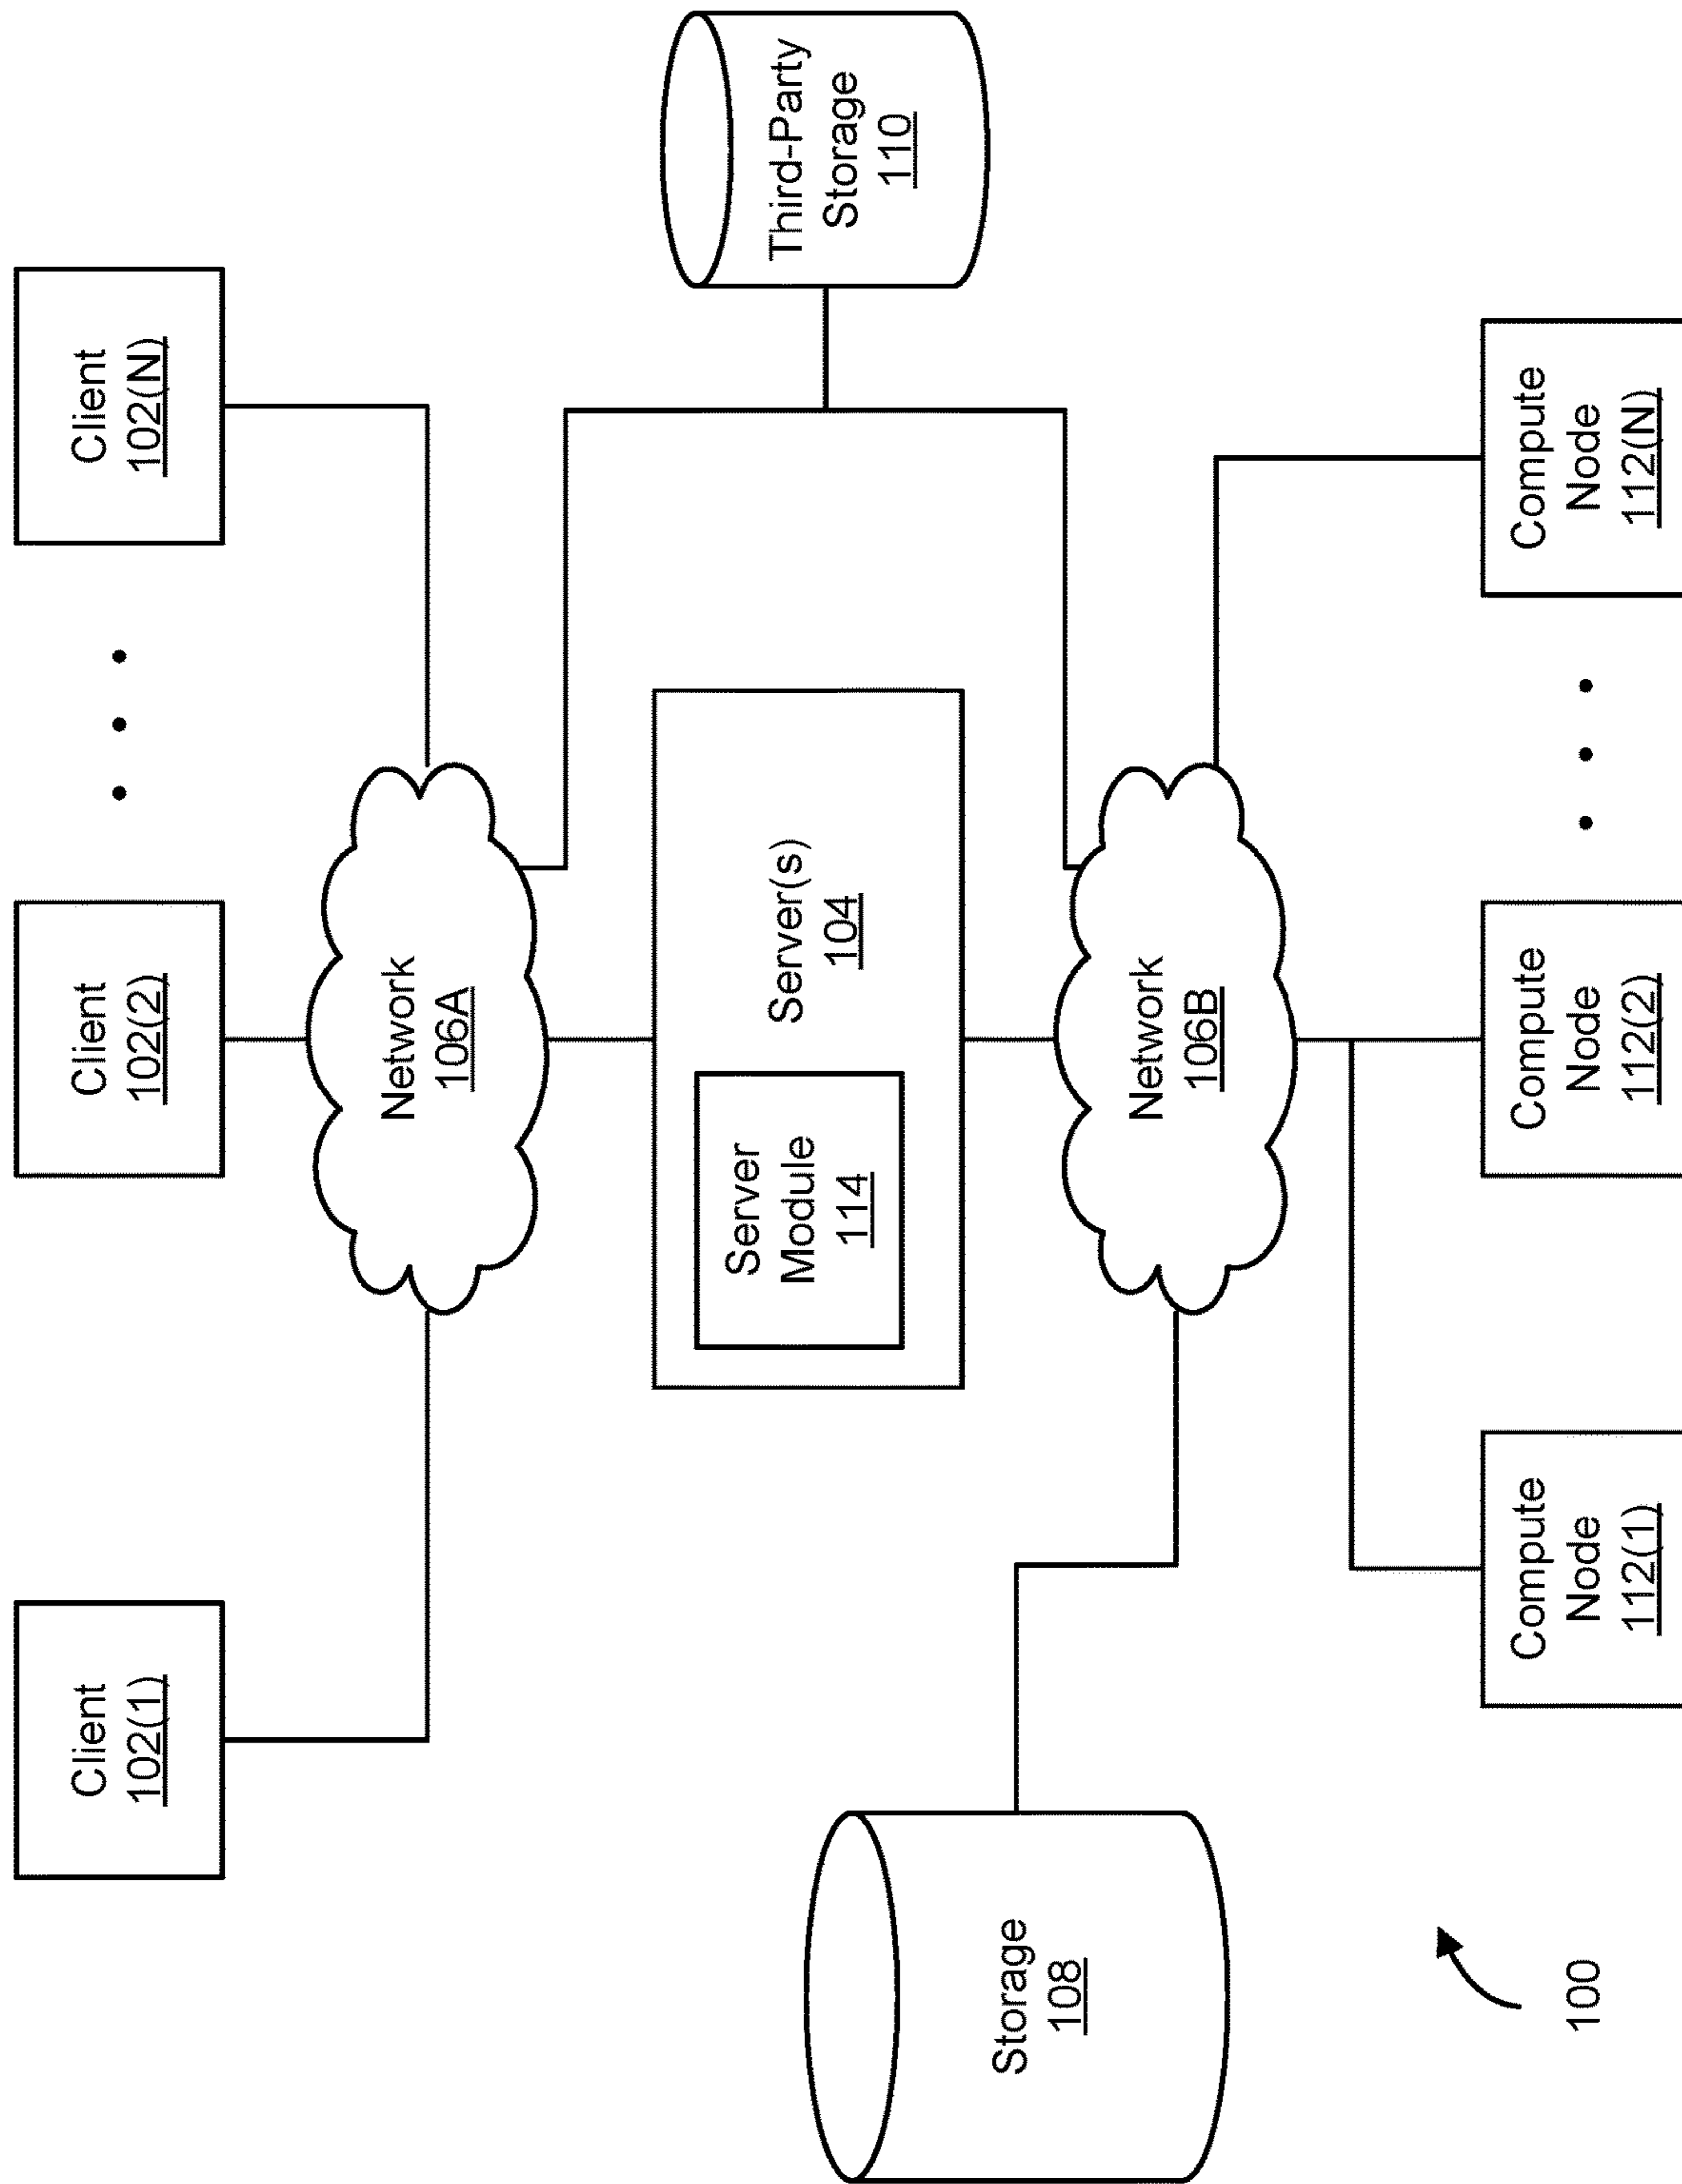 Client
102(1)
Client
102(2)
Client
102(N)
Network
106A
Server
Module
114
Server(s)
104
Third-Party
Storage
110
Storage
108
Network
106B
Compute
Node
112(1)
Compute
Node
112(2)
Compute
Node
112(N)
100